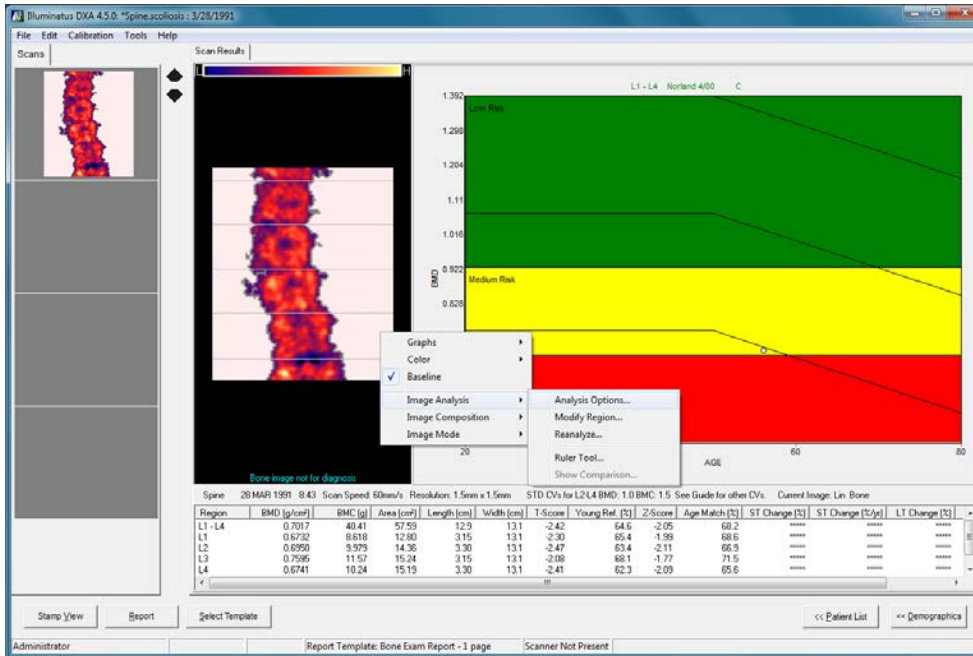 Illuminatus DXA 4.5.0: *Spine.scoliosis : 3/28/1991
File Edit Calibration Tools Help
Scans
Scan Results
L H
L1 - L4 Norland 4/00 C
1.392
Low Risk
1.298
1.204
1.11
1.016
0.922
BMD
Medium Risk
0.828
Graphs
Color
Baseline
Image Analysis
Image Composition
Image Mode
Analysis Options...
Modify Region...
Reanalyze...
Ruler Tool...
Show Comparison...
20 60 80
AGE
Bone image not for diagnosis
Spine 28 MAR 1991 8:43 Scan Speed: 60mm/s Resolution: 1.5mm x 1.5mm STD CVs for L2-L4 BMD: 1.0 BMC: 1.5 See Guide for other CVs. Current Image: Lin Bone
Region BMD (g/cm²) BMC (g) Area (cm²) Length (cm) Width (cm) T-Score Young Ref. (%) Z-Score Age Match (%) ST Change (%) ST Change (%/yr) LT Change (%)
L1 - L4 0.7017 40.41 57.59 12.9 13.1 -2.42 64.6 -2.05 68.2 ***** ***** *****
L1 0.6732 8.618 12.80 3.15 13.1 -2.30 65.4 -1.99 68.6 ***** ***** *****
L2 0.6950 9.979 14.36 3.30 13.1 -2.47 63.4 -2.11 66.9 ***** ***** *****
L3 0.7595 11.57 15.24 3.15 13.1 -2.08 68.1 -1.77 71.5 ***** ***** *****
L4 0.6741 10.24 15.19 3.30 13.1 -2.41 62.3 -2.09 65.6 ***** ***** *****
Stamp View Report Select Template << Patient List << Demographics
Administrator Report Template: Bone Exam Report - 1 page Scanner Not Present